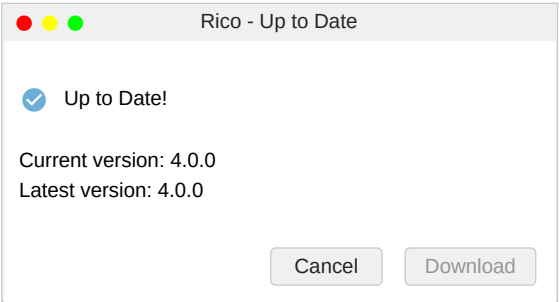 Rico - Up to Date
Up to Date!
Current version: 4.0.0
Latest version: 4.0.0
Cancel Download